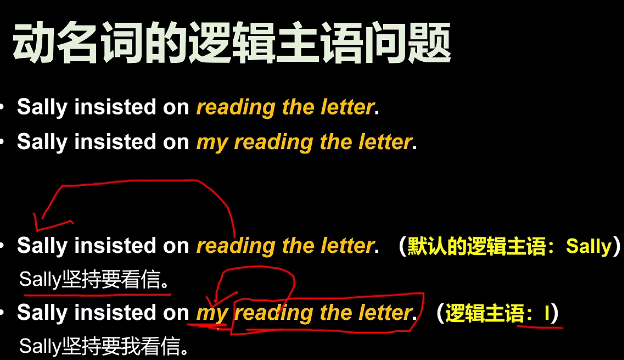 动名词的逻辑主语问题
• Sally insisted on reading the letter.
• Sally insisted on my reading the letter.
• Sally insisted on reading the letter. （默认的逻辑主语：Sally）
Sally坚持要看信。
• Sally insisted on my reading the letter. （逻辑主语：I）
Sally坚持要我看信。